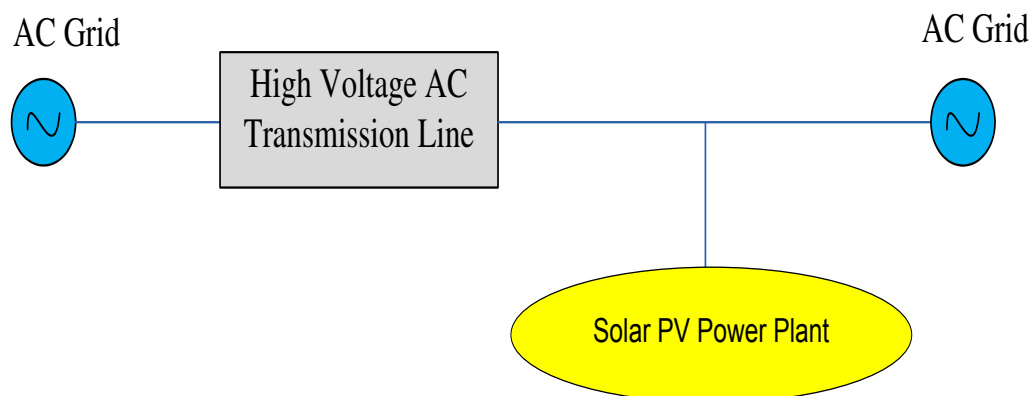 AC Grid
AC Grid
High Voltage AC
Transmission Line
Solar PV Power Plant